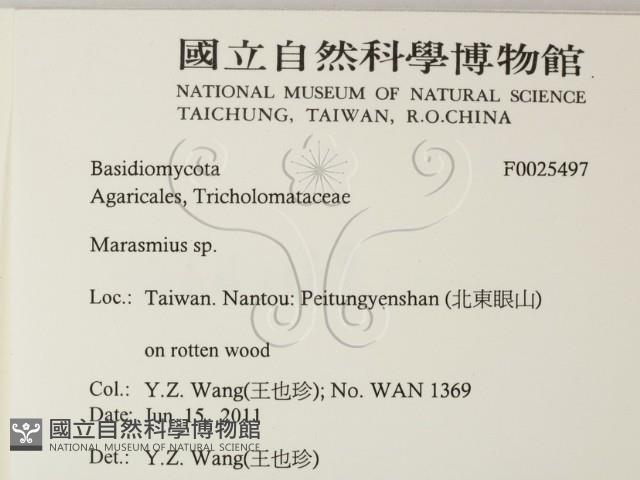 國立自然科學博物館
NATIONAL MUSEUM OF NATURAL SCIENCE
TAICHUNG, TAIWAN, R.O.CHINA
Basidiomycota F0025497
Agaricales, Tricholomataceae
Marasmius sp.
Loc.: Taiwan. Nantou: Peitungyenshan (北東眼山)
on rotten wood
Col.: Y.Z. Wang(王也珍); No. WAN 1369
Date: Jun. 15, 2011
國立自然科學博物館
NATIONAL MUSEUM OF NATURAL SCIENCE
Det.: Y.Z. Wang(王也珍)